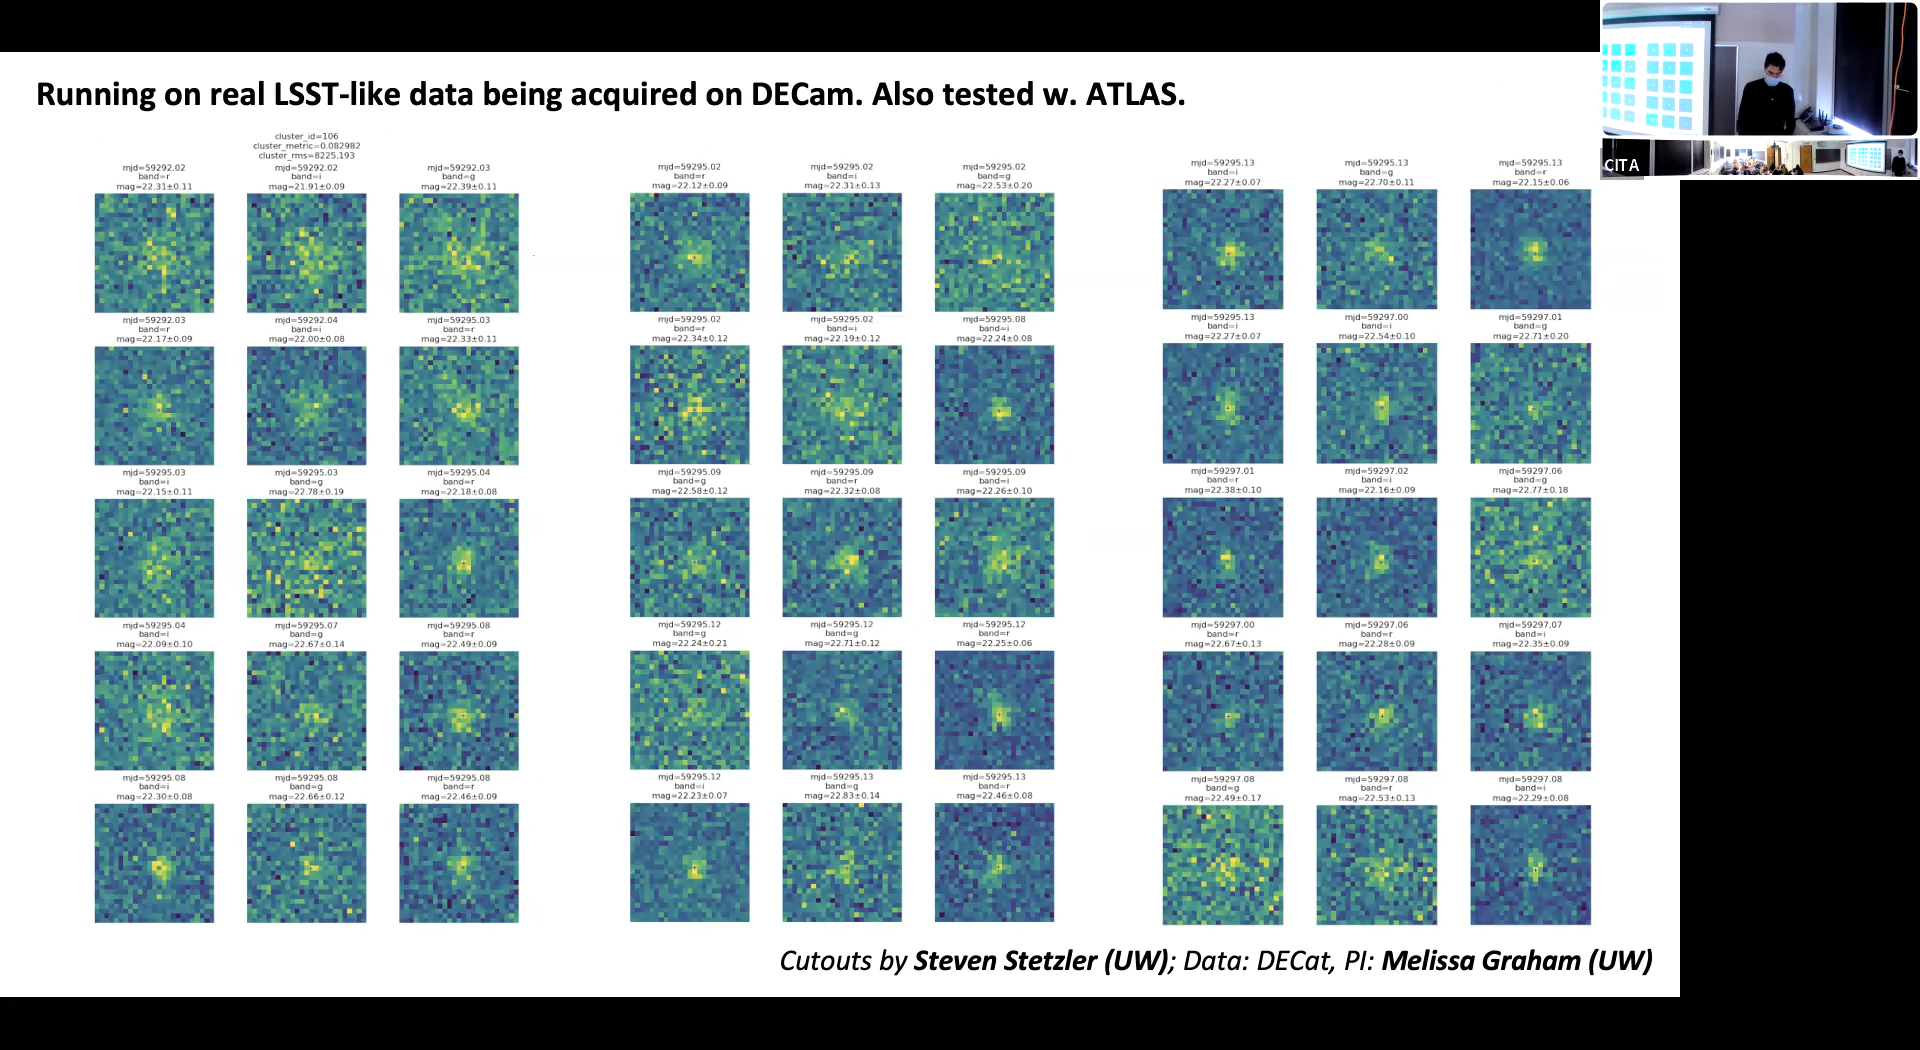 Running on real LSST-like data being acquired on DECam. Also tested w. ATLAS.
CITA
cluster_id=106
cluster_metric=0.082982
cluster_rms=8225.193
mjd=59292.02
band=r
mag=22.31±0.11
mjd=59292.02
band=i
mag=21.91±0.09
mjd=59292.03
band=g
mag=22.39±0.11
mjd=59292.03
band=r
mag=22.17±0.09
mjd=59292.04
band=i
mag=22.00±0.08
mjd=59295.03
band=r
mag=22.33±0.11
mjd=59295.03
band=i
mag=22.15±0.11
mjd=59295.03
band=g
mag=22.78±0.19
mjd=59295.04
band=r
mag=22.18±0.08
mjd=59295.04
band=i
mag=22.09±0.10
mjd=59295.07
band=g
mag=22.67±0.14
mjd=59295.08
band=r
mag=22.49±0.09
mjd=59295.08
band=i
mag=22.30±0.08
mjd=59295.08
band=g
mag=22.66±0.12
mjd=59295.08
band=r
mag=22.46±0.09
mjd=59295.02
band=r
mag=22.12±0.09
mjd=59295.02
band=i
mag=22.31±0.13
mjd=59295.02
band=g
mag=22.53±0.20
mjd=59295.02
band=r
mag=22.34±0.12
mjd=59295.02
band=i
mag=22.19±0.12
mjd=59295.08
band=i
mag=22.24±0.08
mjd=59295.09
band=g
mag=22.58±0.12
mjd=59295.09
band=r
mag=22.32±0.08
mjd=59295.09
band=i
mag=22.26±0.10
mjd=59295.12
band=g
mag=22.24±0.21
mjd=59295.12
band=g
mag=22.71±0.12
mjd=59295.12
band=r
mag=22.25±0.06
mjd=59295.12
band=i
mag=22.23±0.07
mjd=59295.13
band=g
mag=22.83±0.14
mjd=59295.13
band=r
mag=22.46±0.08
mjd=59295.13
band=i
mag=22.27±0.07
mjd=59295.13
band=g
mag=22.70±0.11
mjd=59295.13
band=r
mag=22.15±0.06
mjd=59295.13
band=i
mag=22.27±0.07
mjd=59297.00
band=i
mag=22.54±0.10
mjd=59297.01
band=g
mag=22.71±0.20
mjd=59297.01
band=r
mag=22.38±0.10
mjd=59297.02
band=i
mag=22.16±0.09
mjd=59297.06
band=g
mag=22.77±0.18
mjd=59297.00
band=r
mag=22.67±0.13
mjd=59297.06
band=r
mag=22.28±0.09
mjd=59297.07
band=i
mag=22.35±0.09
mjd=59297.08
band=g
mag=22.49±0.17
mjd=59297.08
band=r
mag=22.53±0.13
mjd=59297.08
band=i
mag=22.29±0.08
Cutouts by Steven Stetzler (UW); Data: DECat, PI: Melissa Graham (UW)